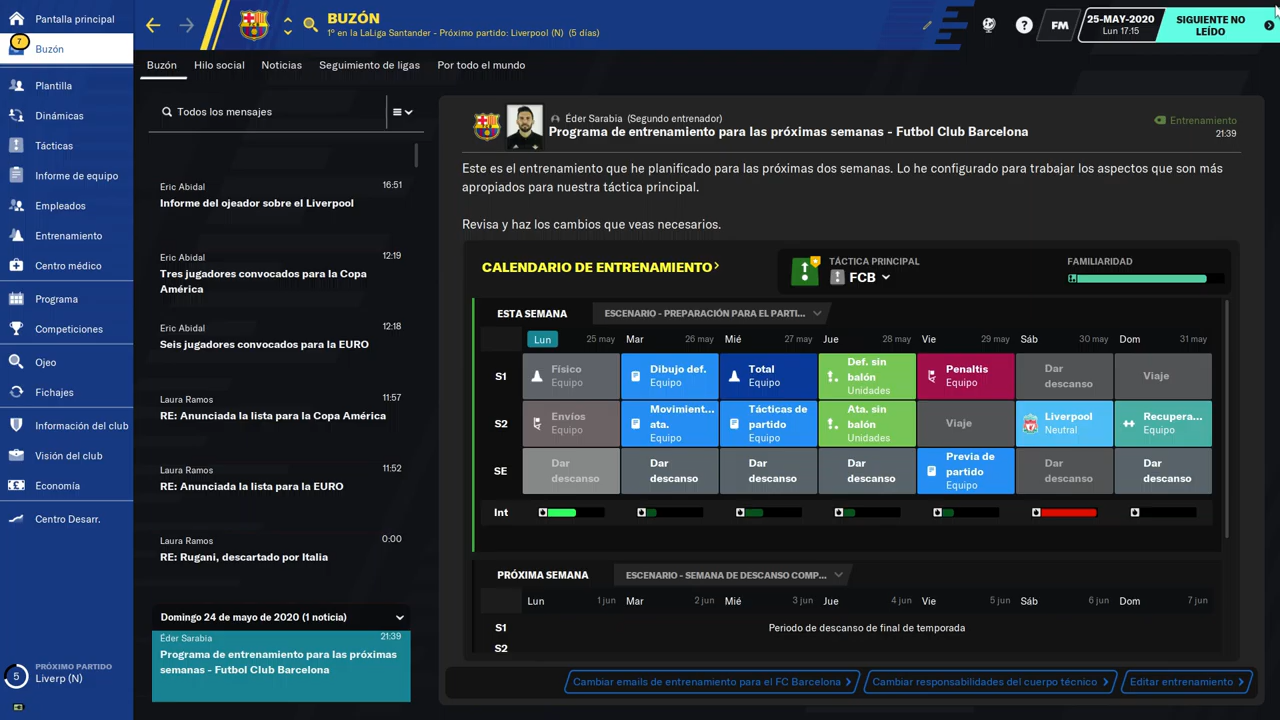 Pantalla principal
7
Buzón
Plantilla
Dinámicas
Tácticas
Informe de equipo
Empleados
Entrenamiento
Centro médico
Programa
Competiciones
Ojeo
Fichajes
Información del club
Visión del club
Economía
Centro Desarr.
5
PRÓXIMO PARTIDO
Liverp (N)
BUZÓN
1º en la LaLiga Santander - Próximo partido: Liverpool (N) (5 días)
?
FM
25-MAY-2020
Lun 17:15
SIGUIENTE NO
LEÍDO
Buzón Hilo social Noticias Seguimiento de ligas Por todo el mundo
Todos los mensajes
Eric Abidal 16:51
Informe del ojeador sobre el Liverpool
Eric Abidal 12:19
Tres jugadores convocados para la Copa
América
Eric Abidal 12:18
Seis jugadores convocados para la EURO
Laura Ramos 11:57
RE: Anunciada la lista para la Copa América
Laura Ramos 11:52
RE: Anunciada la lista para la EURO
Laura Ramos 0:00
RE: Rugani, descartado por Italia
Domingo 24 de mayo de 2020 (1 noticia)
Éder Sarabia 21:39
Programa de entrenamiento para las próximas
semanas - Futbol Club Barcelona
Éder Sarabia (Segundo entrenador)
Programa de entrenamiento para las próximas semanas - Futbol Club Barcelona
Entrenamiento
21:39
Este es el entrenamiento que he planificado para las próximas dos semanas. Lo he configurado para trabajar los aspectos que son más
apropiados para nuestra táctica principal.
Revisa y haz los cambios que veas necesarios.
CALENDARIO DE ENTRENAMIENTO
TÁCTICA PRINCIPAL
FCB
FAMILIARIDAD
ESTA SEMANA ESCENARIO - PREPARACIÓN PARA EL PARTI...
Lun 25 may Mar 26 may Mié 27 may Jue 28 may Vie 29 may Sáb 30 may Dom 31 may
S1
Físico
Equipo
Dibujo def.
Equipo
Total
Equipo
Def. sin
balón
Unidades
Penaltis
Equipo
Dar
descanso
Viaje
S2
Envíos
Equipo
Movimient...
ata.
Equipo
Tácticas de
partido
Equipo
Ata. sin
balón
Unidades
Viaje
Liverpool
Neutral
Recupera...
Equipo
SE
Dar
descanso
Dar
descanso
Dar
descanso
Dar
descanso
Previa de
partido
Equipo
Dar
descanso
Dar
descanso
Int
PRÓXIMA SEMANA ESCENARIO - SEMANA DE DESCANSO COMP...
Lun 1 jun Mar 2 jun Mié 3 jun Jue 4 jun Vie 5 jun Sáb 6 jun Dom 7 jun
S1
Periodo de descanso de final de temporada
S2
Cambiar emails de entrenamiento para el FC Barcelona
Cambiar responsabilidades del cuerpo técnico
Editar entrenamiento